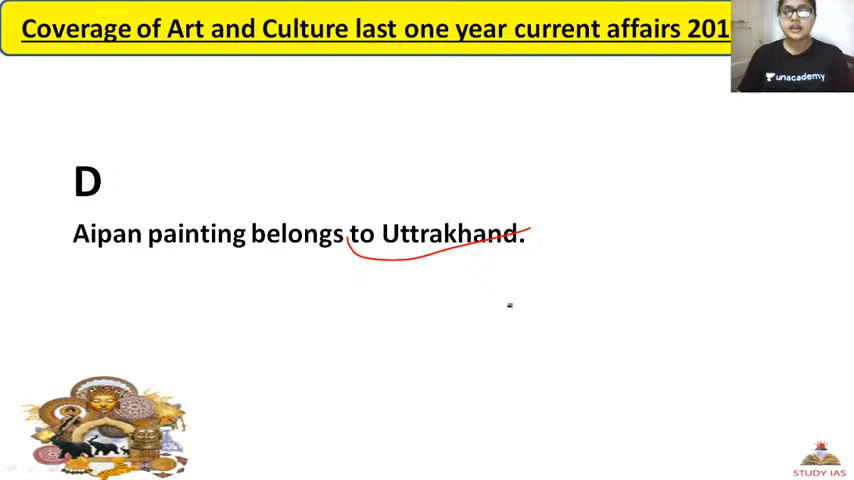 Coverage of Art and Culture last one year current affairs 201
unacademy
D
Aipan painting belongs to Uttrakhand.
STUDY IAS